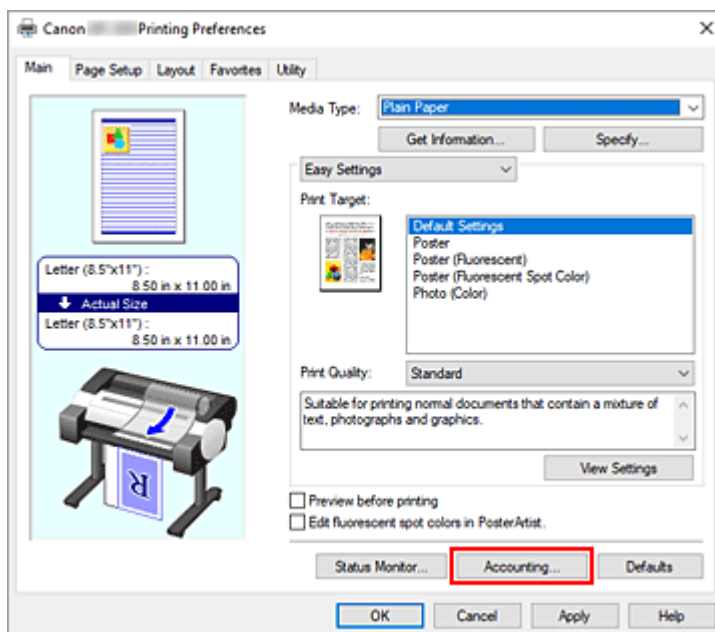 Canon Printing Preferences
Main Page Setup Layout Favorites Utility
Media Type: Plain Paper
Get Information... Specify...
Easy Settings
Print Target:
Default Settings
Poster
Poster (Fluorescent)
Poster (Fluorescent Spot Color)
Photo (Color)
Letter (8.5"x11") :
8.50 in x 11.00 in
Actual Size
Letter (8.5"x11") :
8.50 in x 11.00 in
Print Quality: Standard
Suitable for printing normal documents that contain a mixture of
text, photographs and graphics.
View Settings
R
Preview before printing
Edit fluorescent spot colors in PosterArtist.
Status Monitor... Accounting... Defaults
OK Cancel Apply Help